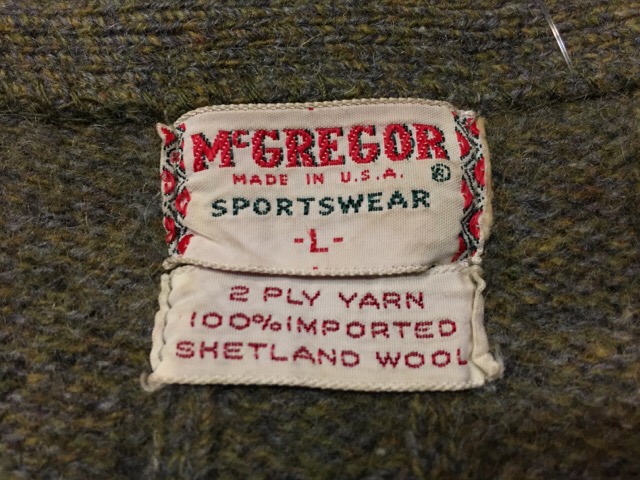 McGREGOR
MADE IN U.S.A. ®
SPORTSWEAR
-L-
2 PLY YARN
100% IMPORTED
SHETLAND WOOL